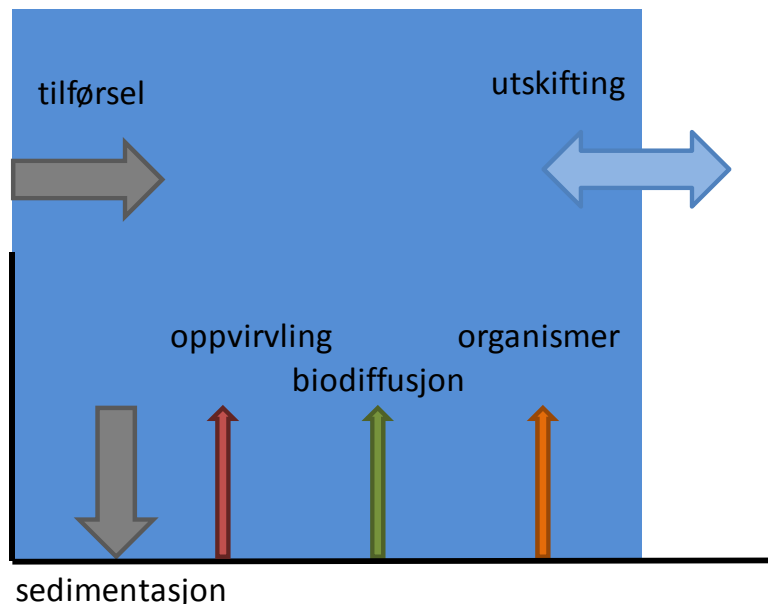 tilførsel
utskifting
oppvirvling
organismer
biodiffusjon
sedimentasjon